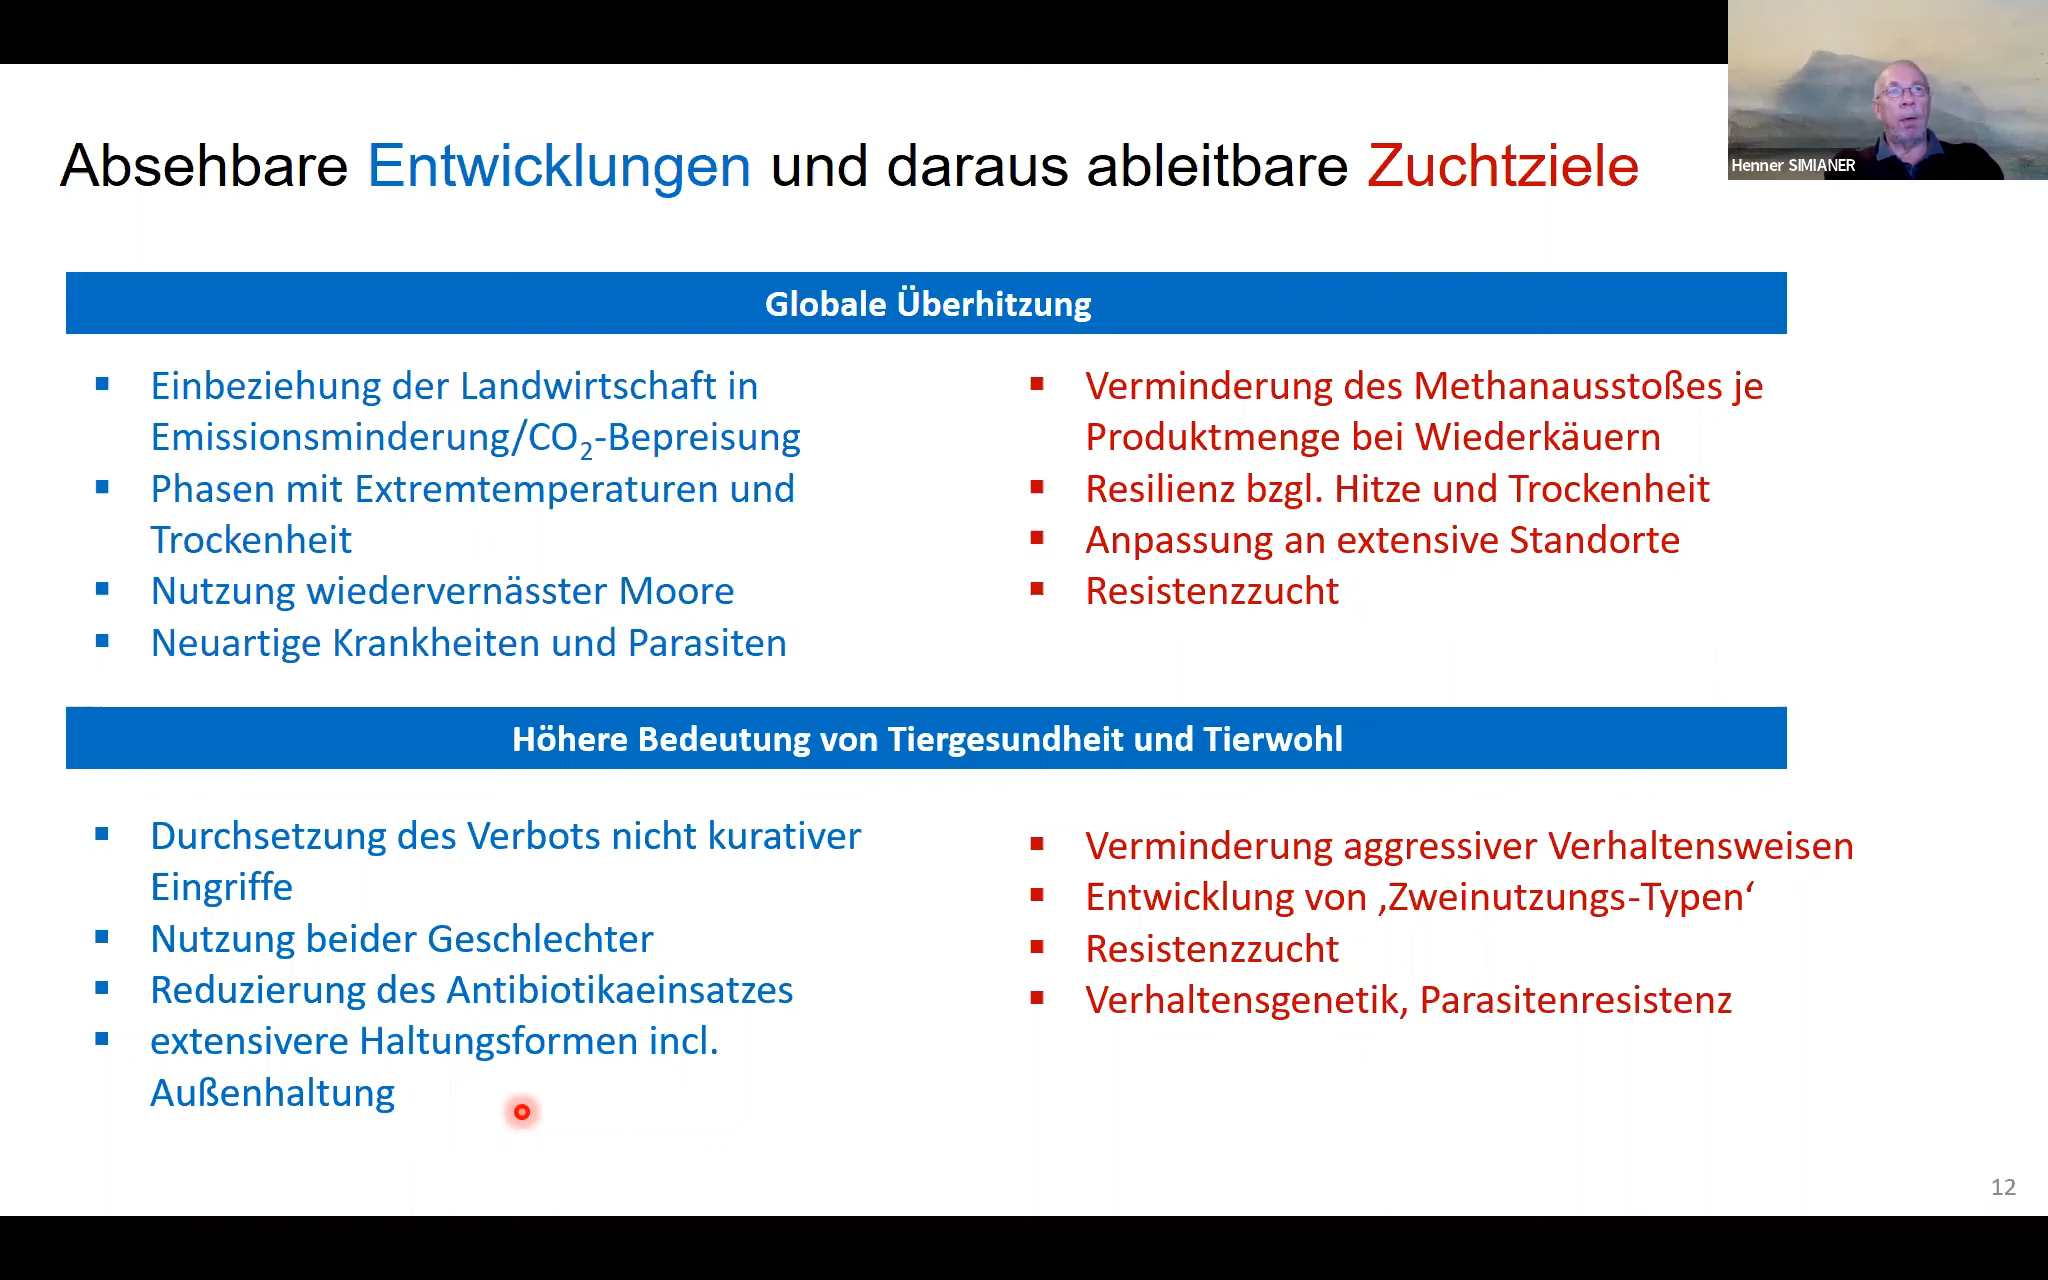 Henner SIMIANER
Absehbare Entwicklungen und daraus ableitbare Zuchtziele
Globale Überhitzung
▪ Einbeziehung der Landwirtschaft in
Emissionsminderung/CO₂-Bepreisung
▪ Phasen mit Extremtemperaturen und
Trockenheit
▪ Nutzung wiedervernässter Moore
▪ Neuartige Krankheiten und Parasiten
▪ Verminderung des Methanausstoßes je
Produktmenge bei Wiederkäuern
▪ Resilienz bzgl. Hitze und Trockenheit
▪ Anpassung an extensive Standorte
▪ Resistenzzucht
Höhere Bedeutung von Tiergesundheit und Tierwohl
▪ Durchsetzung des Verbots nicht kurativer
Eingriffe
▪ Nutzung beider Geschlechter
▪ Reduzierung des Antibiotikaeinsatzes
▪ extensivere Haltungsformen incl.
Außenhaltung
▪ Verminderung aggressiver Verhaltensweisen
▪ Entwicklung von ‚Zweinutzungs-Typen‘
▪ Resistenzzucht
▪ Verhaltensgenetik, Parasitenresistenz
12